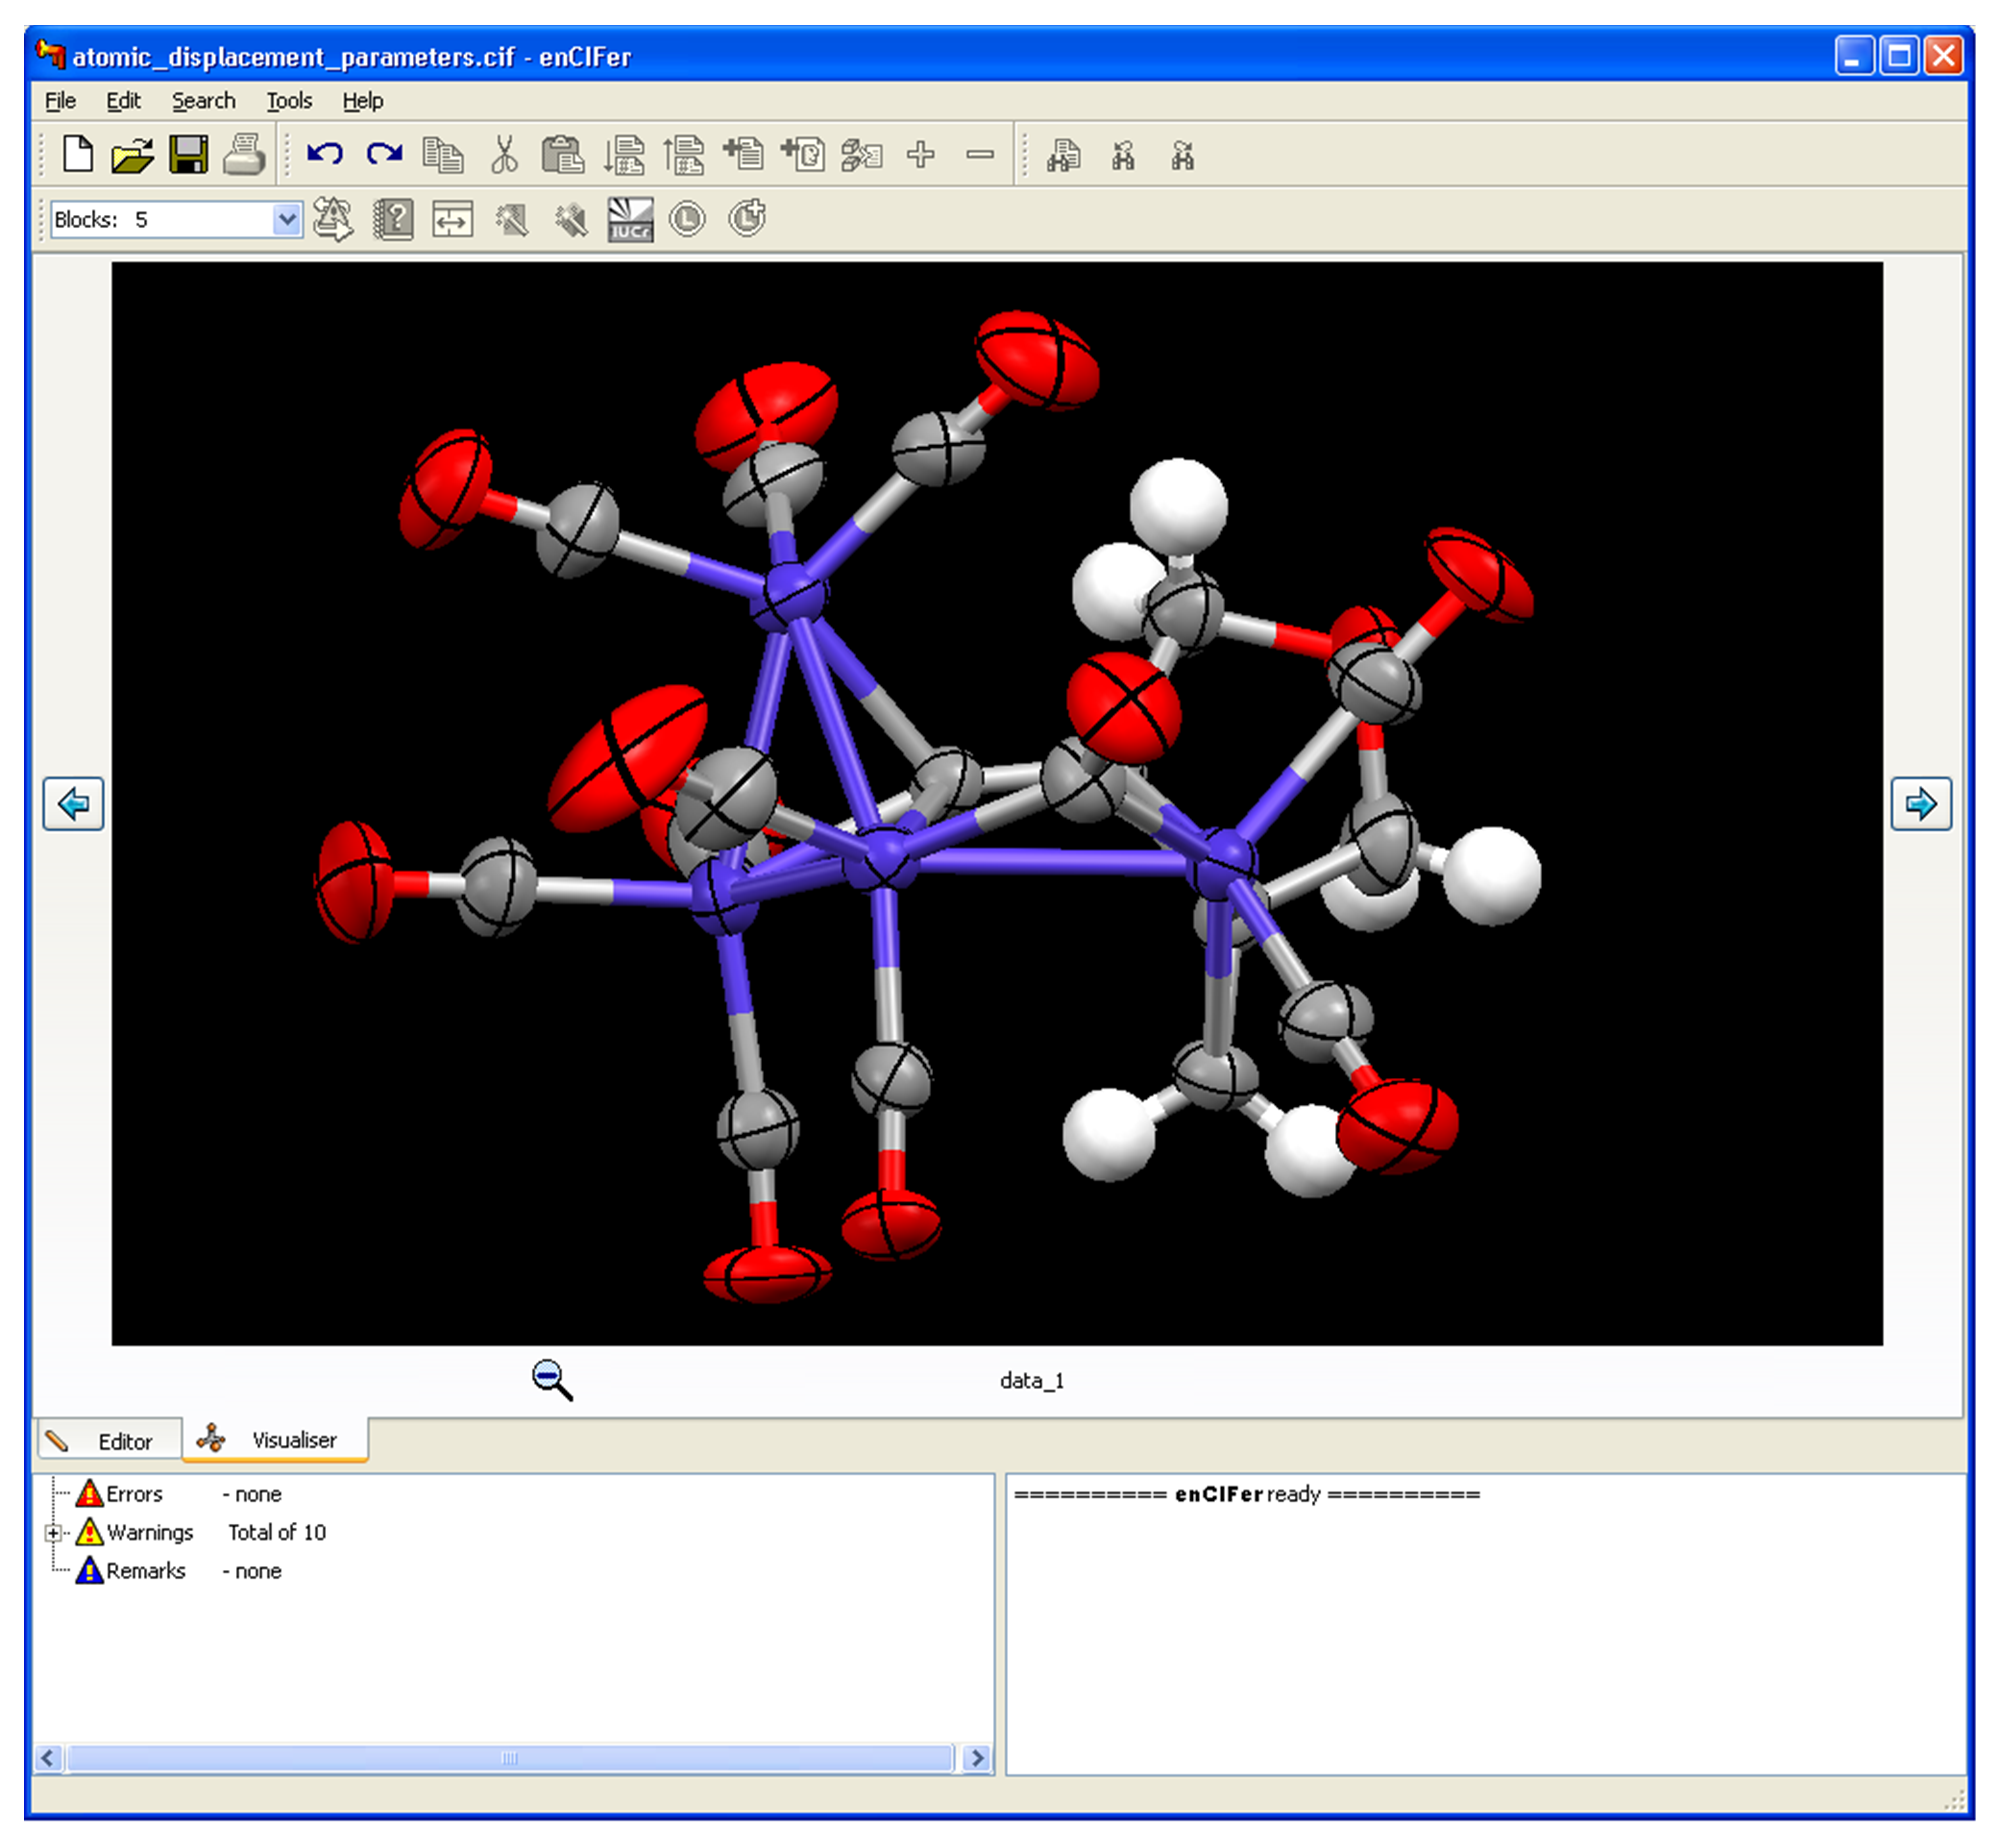 atomic_displacement_parameters.cif - enCIFer
File Edit Search Tools Help
Blocks: 5
IUCr
data_1
Editor Visualiser
Errors - none
Warnings Total of 10
Remarks - none
========== enCIFer ready ==========